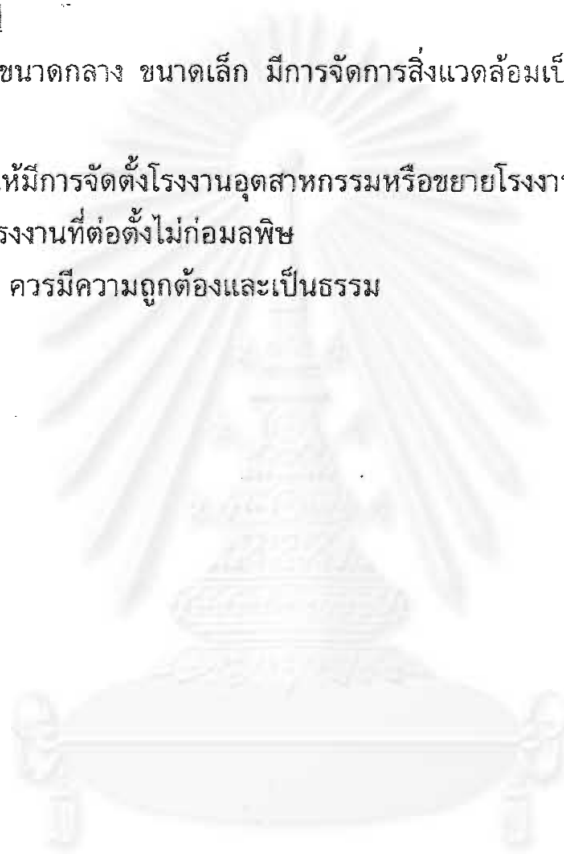 ขนาดกลาง ขนาดเล็ก มีการจัดการสิ่งแวดล้อมเป็
ห้มีการจัดตั้งโรงงานอุตสาหกรรมหรือขยายโรงงา
รงงานที่ต่อตั้งไม่ก่อมลพิษ
ควรมีความถูกต้องและเป็นธรรม